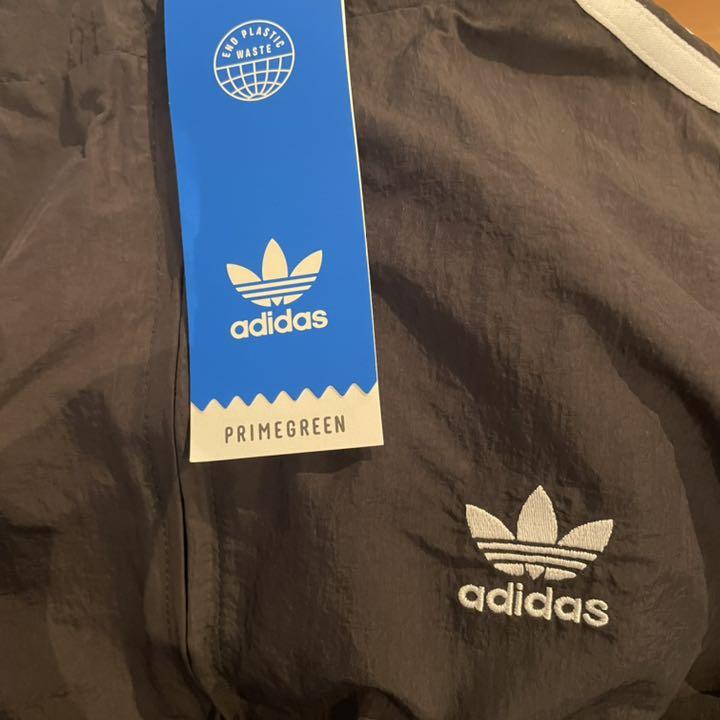 END PLASTIC
WASTE
adidas
PRIMEGREEN
adidas